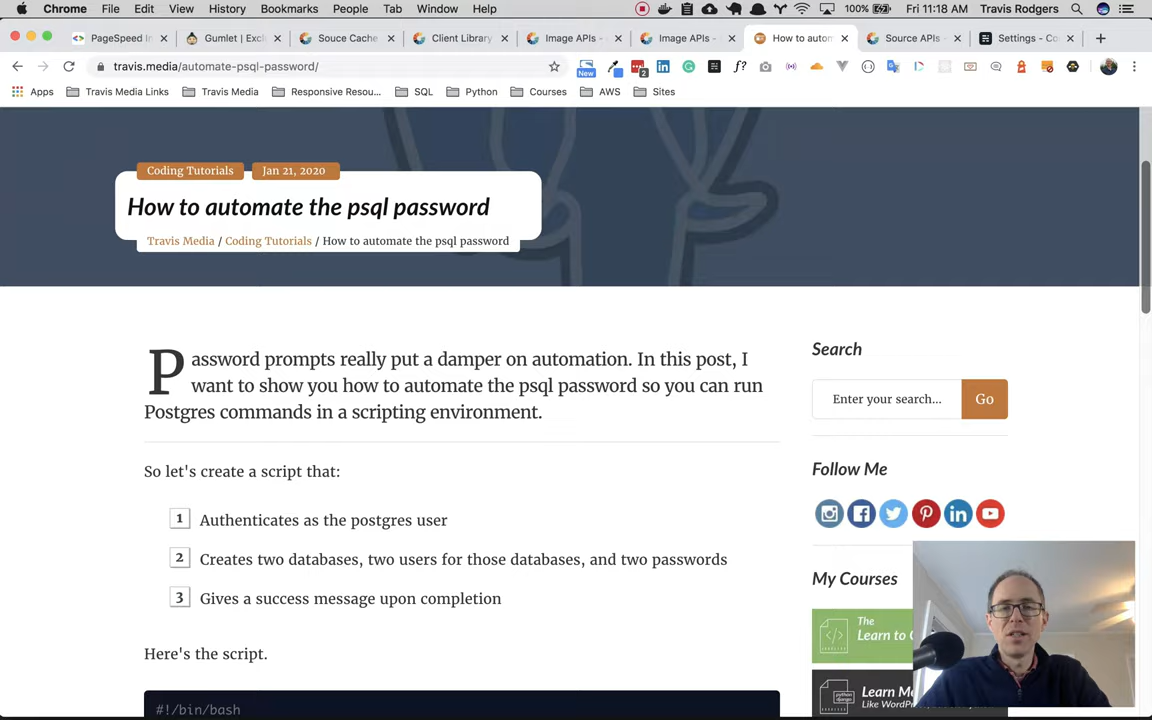 Chrome File Edit View History Bookmarks People Tab Window Help 100% Fri 11:18 AM Travis Rodgers
PageSpeed In Gumlet | Excl Souce Cache Client Library Image APIs - Image APIs - How to autom Source APIs - Settings - Co
travis.media/automate-psql-password/
New 2 f?
Apps Travis Media Links Travis Media Responsive Resou... SQL Python Courses AWS Sites
Coding Tutorials Jan 21, 2020
How to automate the psql password
Travis Media / Coding Tutorials / How to automate the psql password
Password prompts really put a damper on automation. In this post, I
want to show you how to automate the psql password so you can run
Postgres commands in a scripting environment.
So let's create a script that:
1 Authenticates as the postgres user
2 Creates two databases, two users for those databases, and two passwords
3 Gives a success message upon completion
Here's the script.
#!/bin/bash
Search
Enter your search... Go
Follow Me
My Courses
The
Learn to
Learn
Like WordPress,
python
django